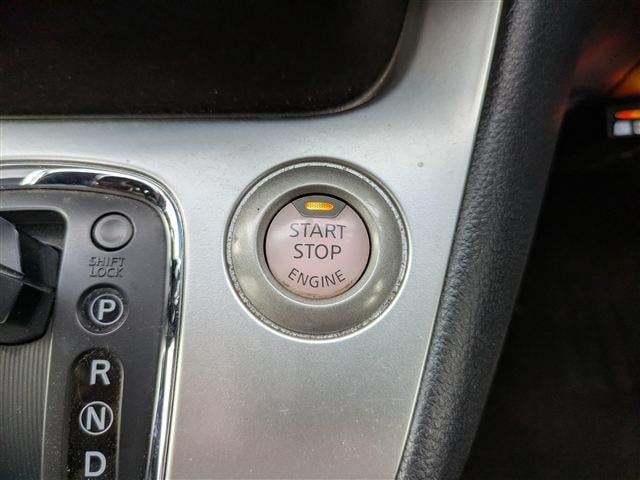 START
STOP
ENGINE
SHIFT
LOCK
P
R
N
D